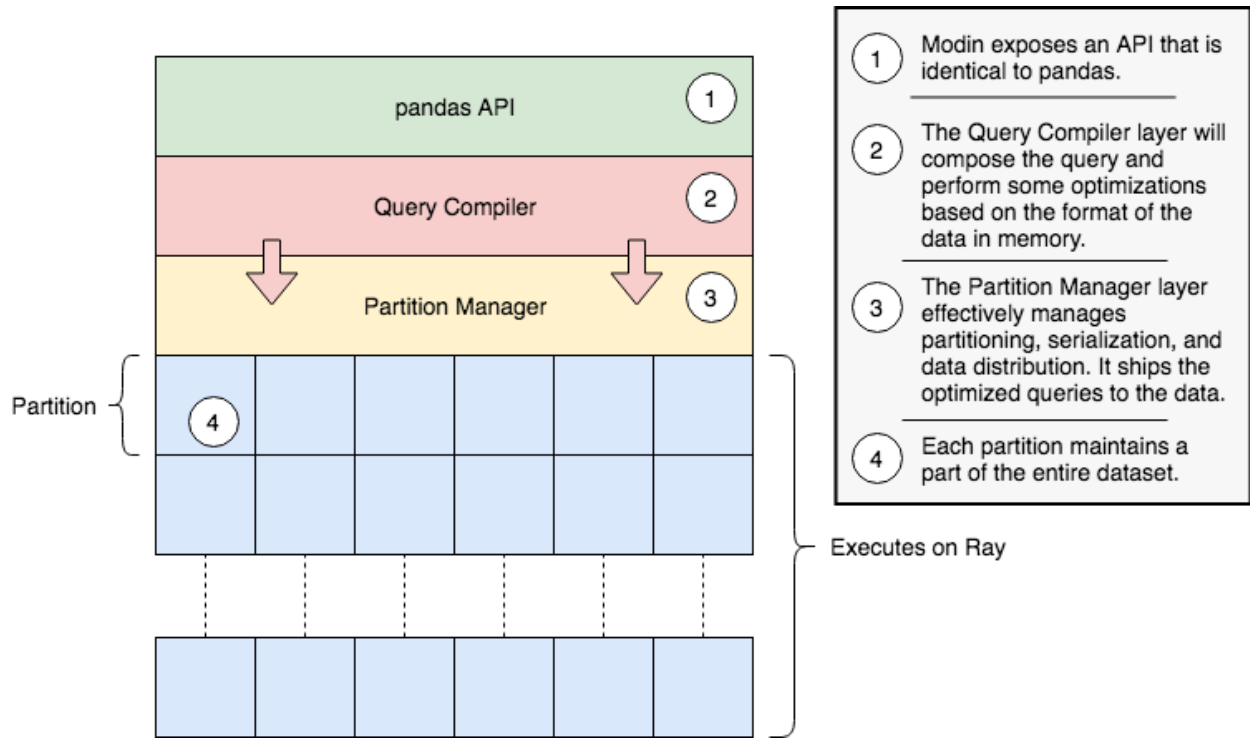 pandas API
1
Query Compiler
2
Partition Manager
3
Partition
4
Executes on Ray
1
Modin exposes an API that is
identical to pandas.
2
The Query Compiler layer will
compose the query and
perform some optimizations
based on the format of the
data in memory.
3
The Partition Manager layer
effectively manages
partitioning, serialization, and
data distribution. It ships the
optimized queries to the data.
4
Each partition maintains a
part of the entire dataset.